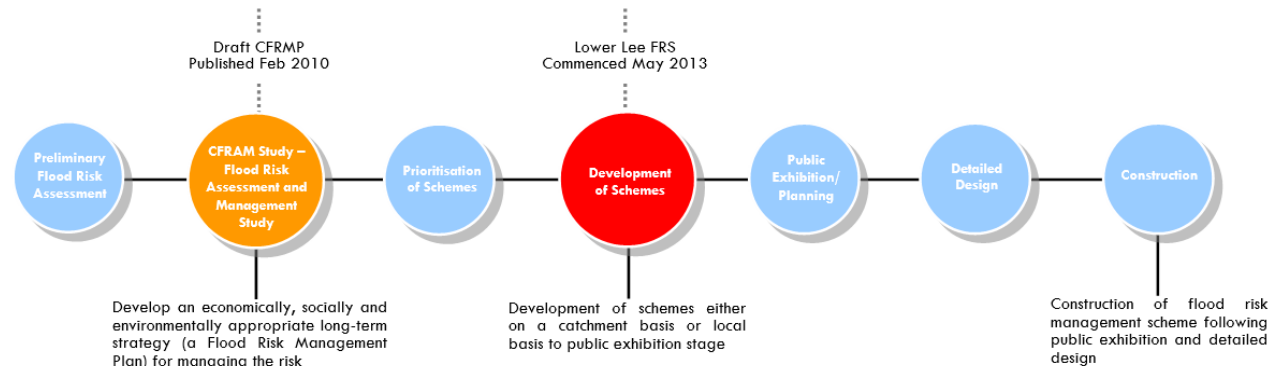 Draft CFRMP
Published Feb 2010
Lower Lee FRS
Commenced May 2013
Preliminary
Flood Risk
Assessment
CFRAM Study –
Flood Risk
Assessment and
Management
Study
Prioritisation
of Schemes
Development
of Schemes
Public
Exhibition/
Planning
Detailed
Design
Construction
Develop an economically, socially and
environmentally appropriate long-term
strategy (a Flood Risk Management
Plan) for managing the risk
Development of schemes either
on a catchment basis or local
basis to public exhibition stage
Construction of flood risk
management scheme following
public exhibition and detailed
design